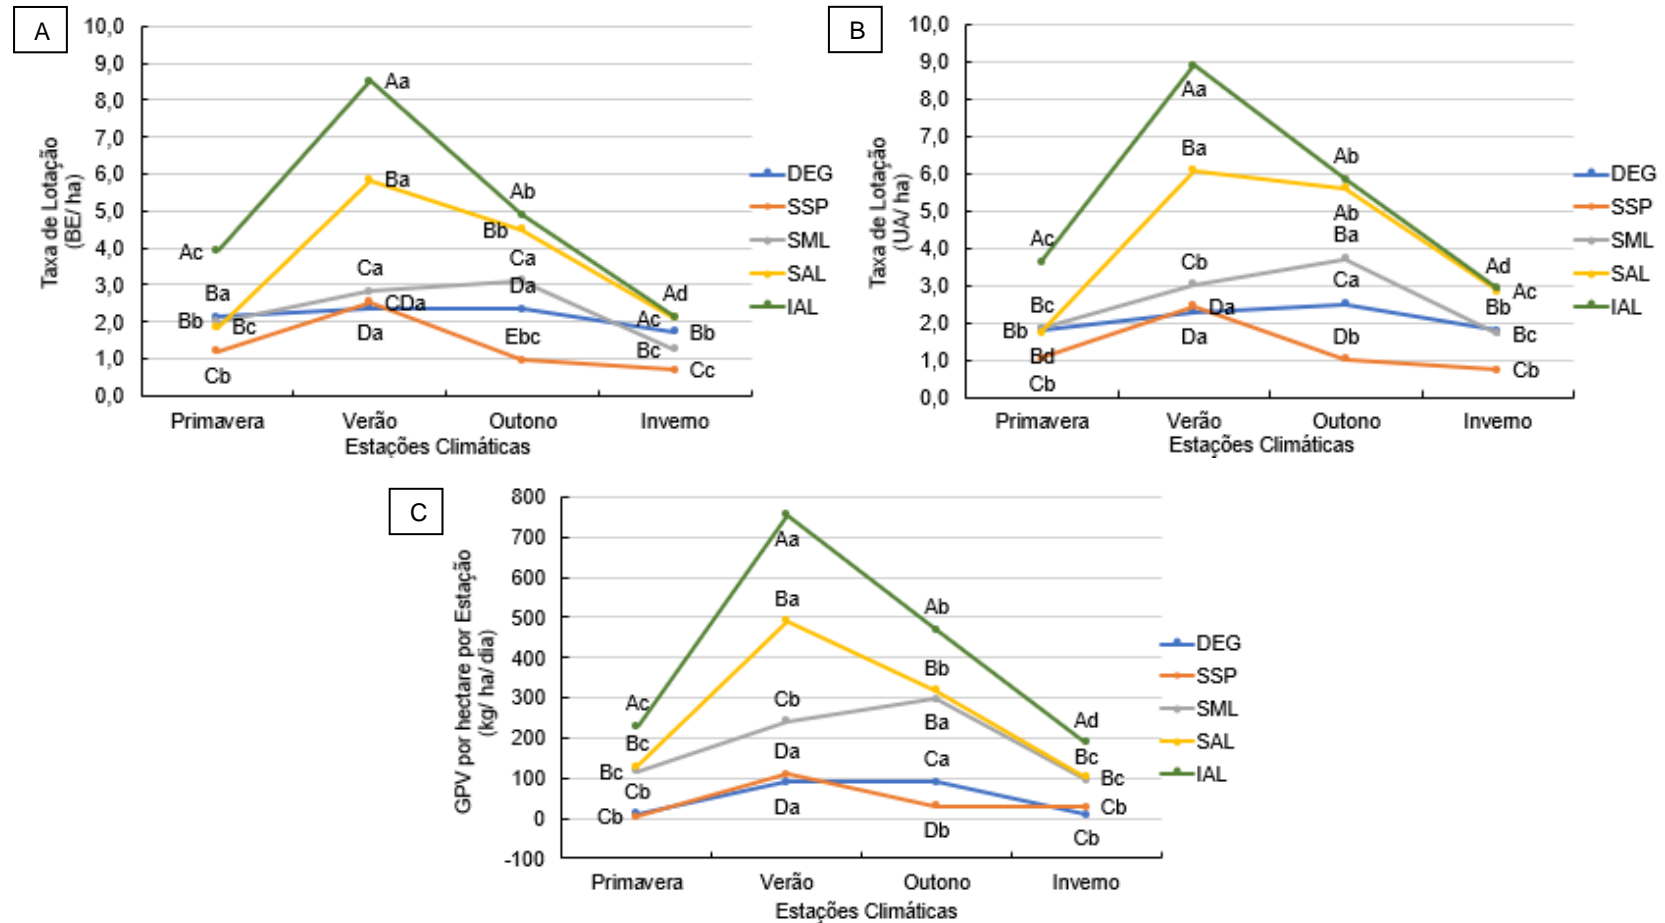 A
10,0
9,0
8,0
7,0
6,0
5,0
4,0
3,0
2,0
1,0
0,0
Taxa de Lotação
(BE/ ha)
Aa
Ba
Ab
Bb
Ac
Ca
Ca
Da
Ba
Bb
Bc
CDa
Da
Ebc
Cb
Ad
Ac
Bb
Bc
Cc
Primavera
Verão
Outono
Inverno
Estações Climáticas
DEG
SSP
SML
SAL
IAL
B
10,0
9,0
8,0
7,0
6,0
5,0
4,0
3,0
2,0
1,0
0,0
Taxa de Lotação
(UA/ ha)
Aa
Ba
Ab
Ab
Ba
Ac
Cb
Ca
Bc
Bb
Bd
Cb
Da
Da
Db
Ad
Ac
Bb
Bc
Cb
Primavera
Verão
Outono
Inverno
Estações Climáticas
DEG
SSP
SML
SAL
IAL
C
800
700
600
500
400
300
200
100
0
-100
GPV por hectare por Estação
(kg/ ha/ dia)
Aa
Ba
Ab
Bb
Cb
Ba
Ac
Bc
Bc
Cb
Cb
Da
Da
Ca
Db
Ad
Bc
Bc
Cb
Cb
Primavera
Verão
Outono
Inverno
Estações Climáticas
DEG
SSP
SML
SAL
IAL